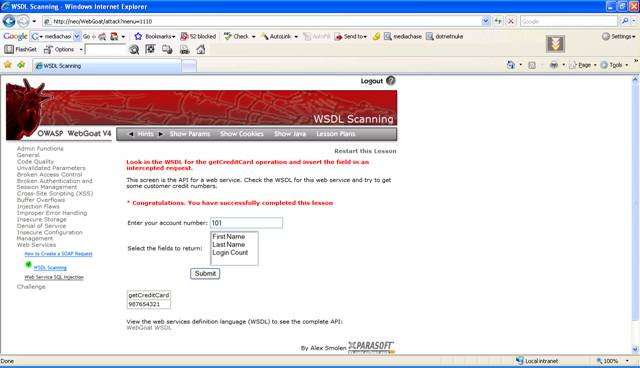 WSDL Scanning - Windows Internet Explorer
http://neo/WebGoat/attack?menu=1110
Google
Google mediachase Go Bookmarks 52 blocked Check AutoLink AutoFill Send to mediachase dotnetnuke Settings
FlashGet Options
WSDL Scanning Page Tools
Logout ?
WSDL Scanning
OWASP WebGoat V4 Hints Show Params Show Cookies Show Java Lesson Plans
Restart this Lesson
Admin Functions
General
Code Quality
Unvalidated Parameters
Broken Access Control
Broken Authentication and
Session Management
Cross-Site Scripting (XSS)
Buffer Overflows
Injection Flaws
Improper Error Handling
Insecure Storage
Denial of Service
Insecure Configuration
Management
Web Services
How to Create a SOAP Request
WSDL Scanning
Web Service SQL Injection
Challenge
Look in the WSDL for the getCreditCard operation and insert the field in an
intercepted request.
This screen is the API for a web service. Check the WSDL for this web service and try to
get some customer credit numbers.
* Congratulations. You have successfully completed this lesson
Enter your account number: 101
Select the fields to return:
First Name
Last Name
Login Count
Submit
getCreditCard
987654321
View the web services definition language (WSDL) to see the complete API:
WebGoat WSDL
By Alex Smolen PARASOFT
Done Local intranet 100%